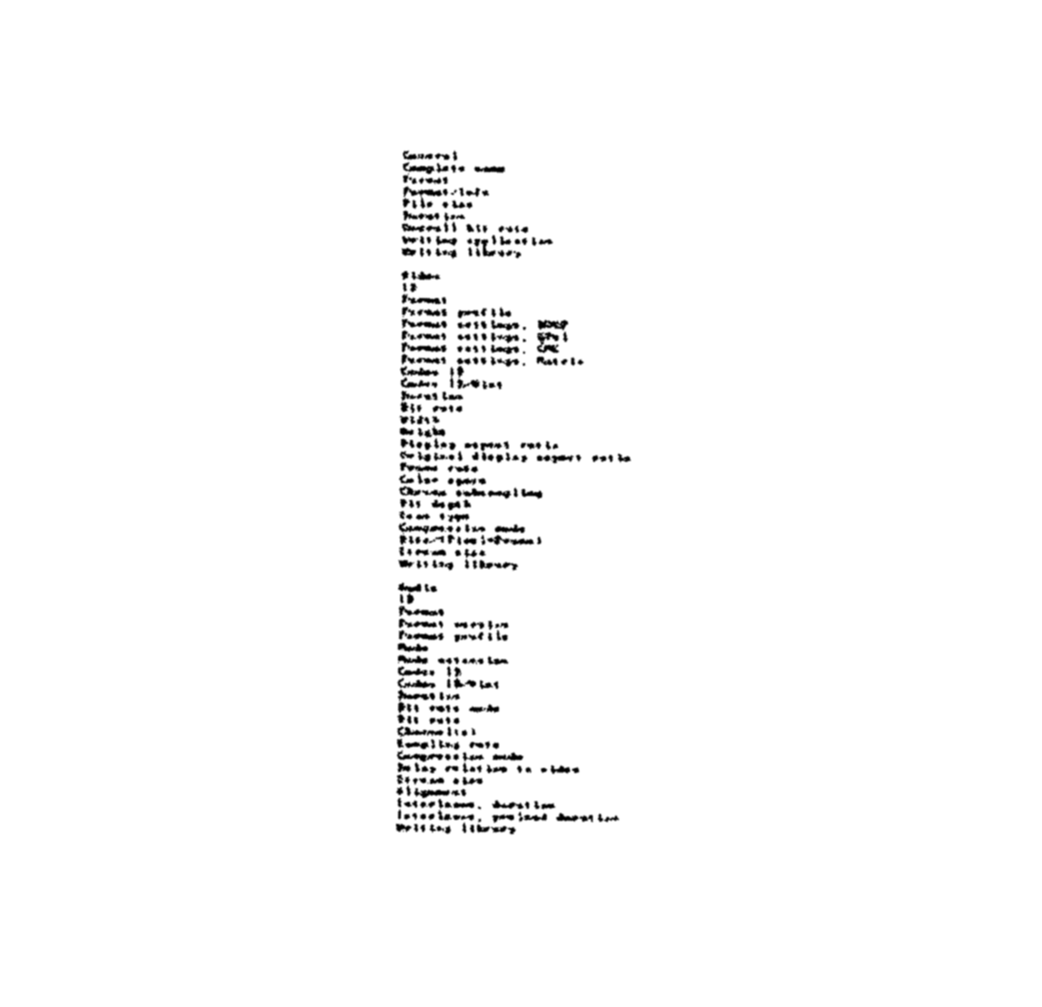 General
Complete name
Format
Format/Info
File size
Duration
Overall bit rate
Writing application
Writing library
Video
ID
Format
Format profile
Format settings, BVOP
Format settings, QPel
Format settings, GMC
Format settings, Matrix
Codec ID
Codec ID/Hint
Duration
Bit rate
Width
Height
Display aspect ratio
Original display aspect ratio
Frame rate
Color space
Chroma subsampling
Bit depth
Scan type
Compression mode
Bits/(Pixel*Frame)
Stream size
Writing library
Audio
ID
Format
Format version
Format profile
Mode
Mode extension
Codec ID
Codec ID/Hint
Duration
Bit rate mode
Bit rate
Channel(s)
Sampling rate
Compression mode
Delay relative to video
Stream size
Alignment
Interleave, duration
Interleave, preload duration
Writing library